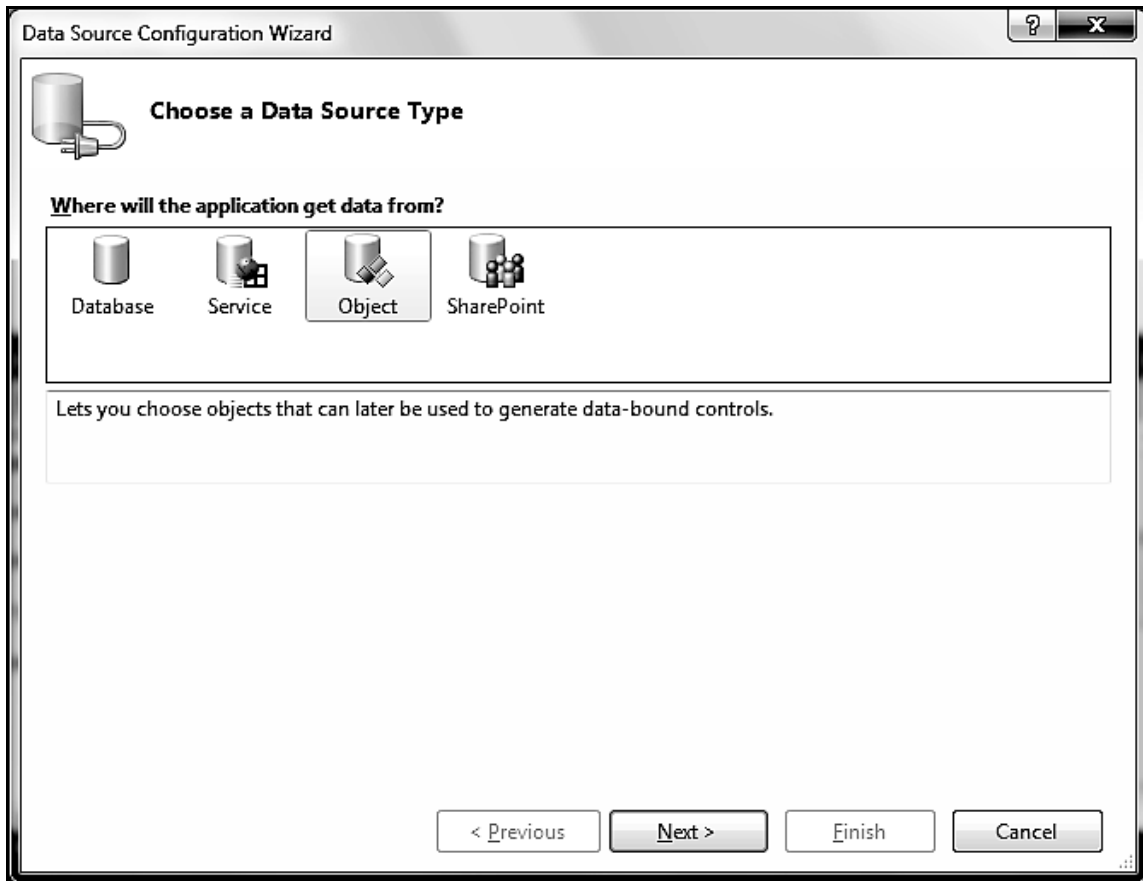 Data Source Configuration Wizard
?
X
Choose a Data Source Type
Where will the application get data from?
Database Service Object SharePoint
Lets you choose objects that can later be used to generate data-bound controls.
< Previous Next > Finish Cancel